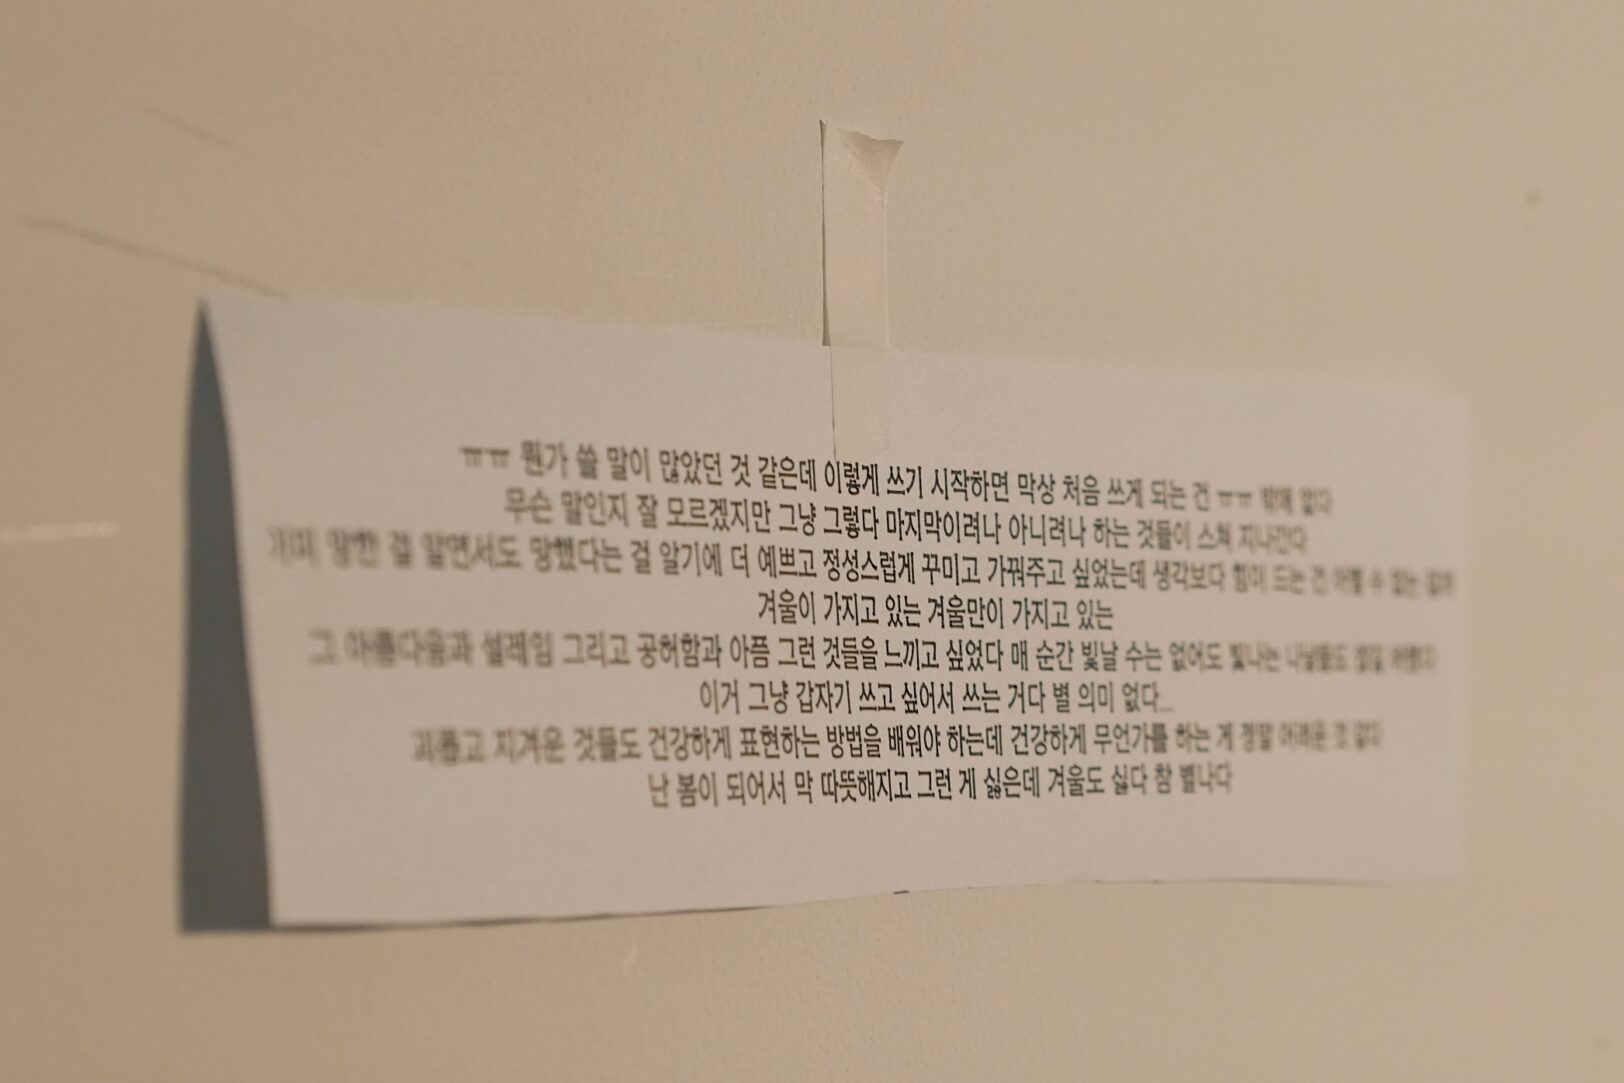 ㅠㅠ 뭔가 쓸 말이 많았던 것 같은데 이렇게 쓰기 시작하면 막상 처음 쓰게 되는 건 ㅠㅠ 밖에 없다
무슨 말인지 잘 모르겠지만 그냥 그렇다 마지막이려나 아니려나 하는 것들이 스쳐 지나간다
이미 망한 걸 알면서도 망했다는 걸 알기에 더 예쁘고 정성스럽게 꾸미고 가꿔주고 싶었는데 생각보다 힘이 드는 건 어쩔 수 없는
겨울이 가지고 있는 겨울만이 가지고 있는
그 아름다움과 설레임 그리고 공허함과 아픔 그런 것들을 느끼고 싶었다 매 순간 빛날 수는 없어도 빛나는
이거 그냥 갑자기 쓰고 싶어서 쓰는 거다 별 의미 없다...
괴롭고 지겨운 것들도 건강하게 표현하는 방법을 배워야 하는데 건강하게 무언가를 하는 게 정말 어려운 것 같다
난 봄이 되어서 막 따뜻해지고 그런 게 싫은데 겨울도 싫다 참 별나다